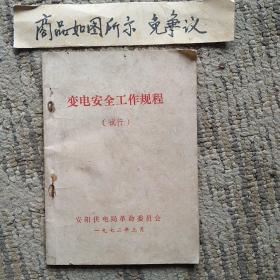 商品如图所示 免争议
变电安全工作规程
（试行）
安阳供电局革命委员会
一九七二年三月